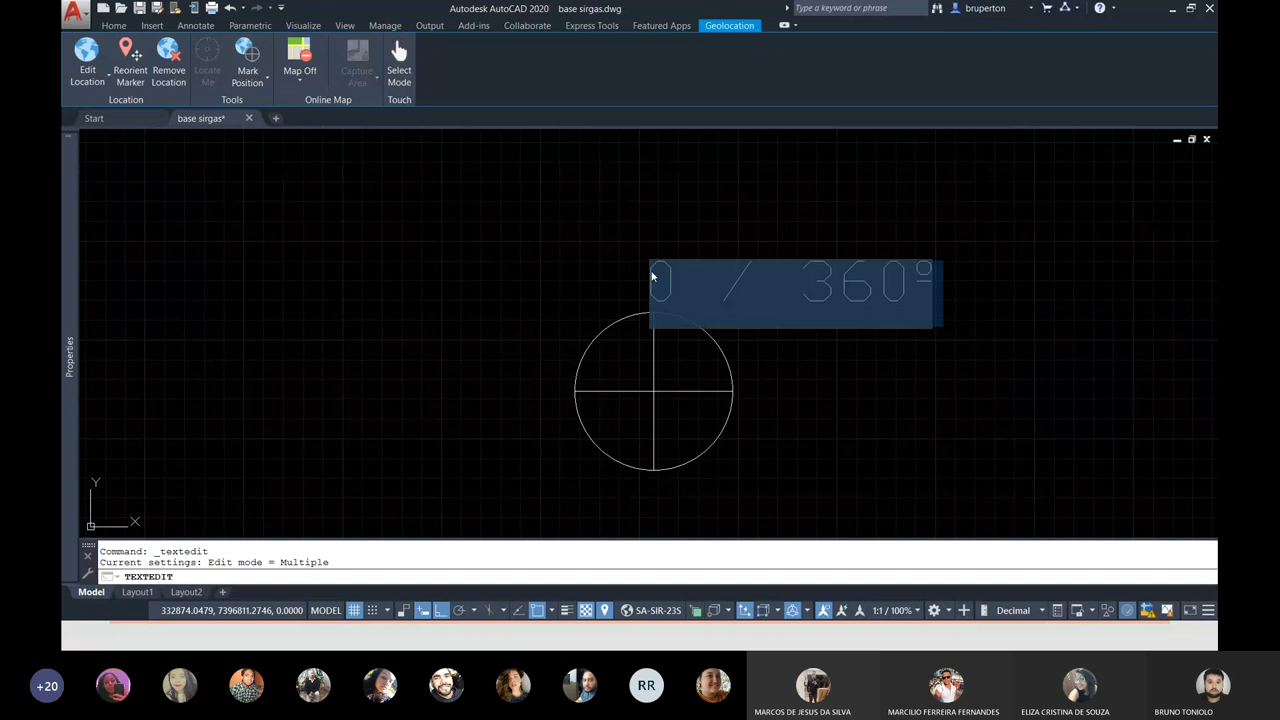 Autodesk AutoCAD 2020 base sirgas.dwg
Type a keyword or phrase
bruperton
Home Insert Annotate Parametric Visualize View Manage Output Add-ins Collaborate Express Tools Featured Apps Geolocation
Edit
Location
Reorient
Marker
Remove
Location
Locate
Me
Mark
Position
Map Off
Capture
Area
Select
Mode
Location Tools Online Map Touch
Start base sirgas*
0 / 360º
Properties
Y
X
Command: _textedit
Current settings: Edit mode = Multiple
TEXTEDIT
Model Layout1 Layout2
332874.0479, 7396811.2746, 0.0000 MODEL SA-SIR-23S 1:1 / 100% Decimal
+20
RR
MARCOS DE JESUS DA SILVA
MARCILIO FERREIRA FERNANDES
ELIZA CRISTINA DE SOUZA
BRUNO TONIOLO